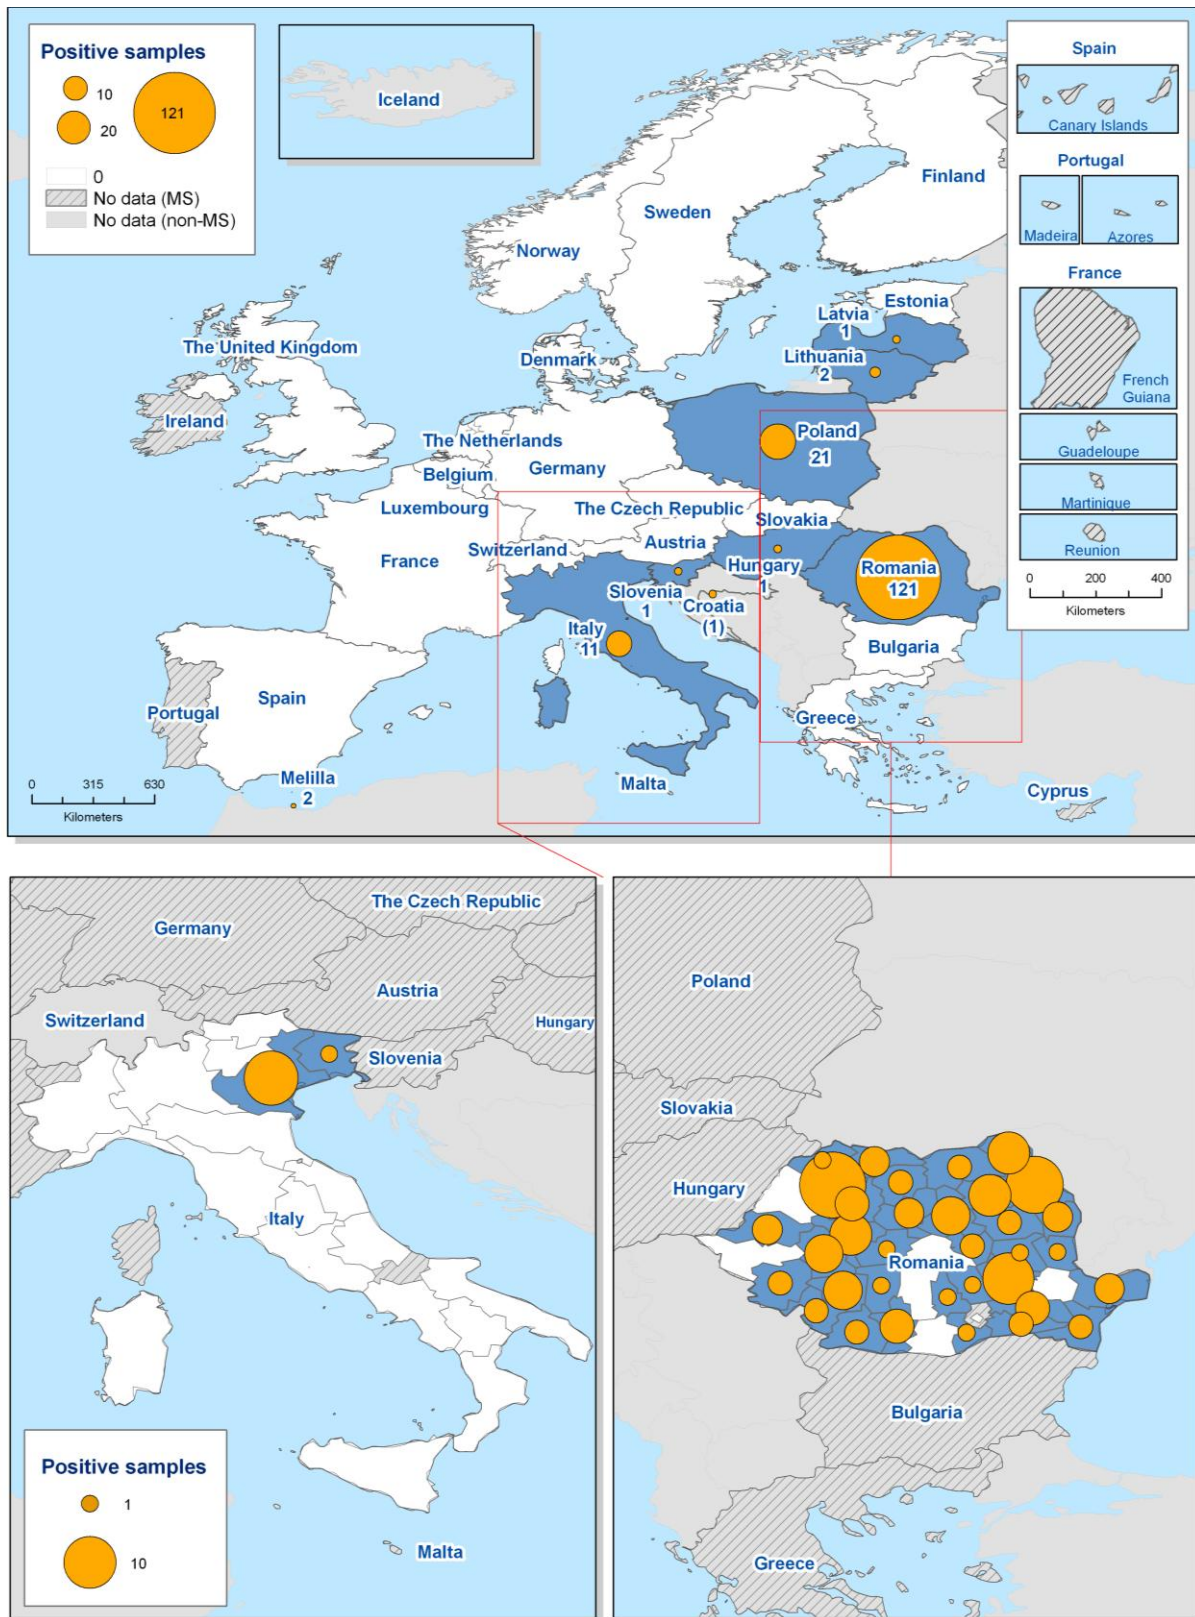 Positive samples
10
20
121
0
No data (MS)
No data (non-MS)
Iceland
Spain
Canary Islands
Portugal
Madeira
Azores
France
French
Guiana
Guadeloupe
Martinique
Reunion
0 200 400
Kilometers
Finland
Sweden
Norway
Estonia
Latvia
1
Lithuania
2
The United Kingdom
Denmark
Ireland
The Netherlands
Belgium
Germany
Poland
21
Luxembourg
The Czech Republic
Slovakia
France
Switzerland
Austria
Hungary
1
Romania
121
Slovenia
1
Croatia
(1)
Italy
11
Bulgaria
Spain
Portugal
Greece
Melilla
2
Malta
Cyprus
0 315 630
Kilometers
The Czech Republic
Germany
Austria
Switzerland
Hungary
Slovenia
Italy
Positive samples
1
10
Malta
Poland
Slovakia
Hungary
Romania
Bulgaria
Greece